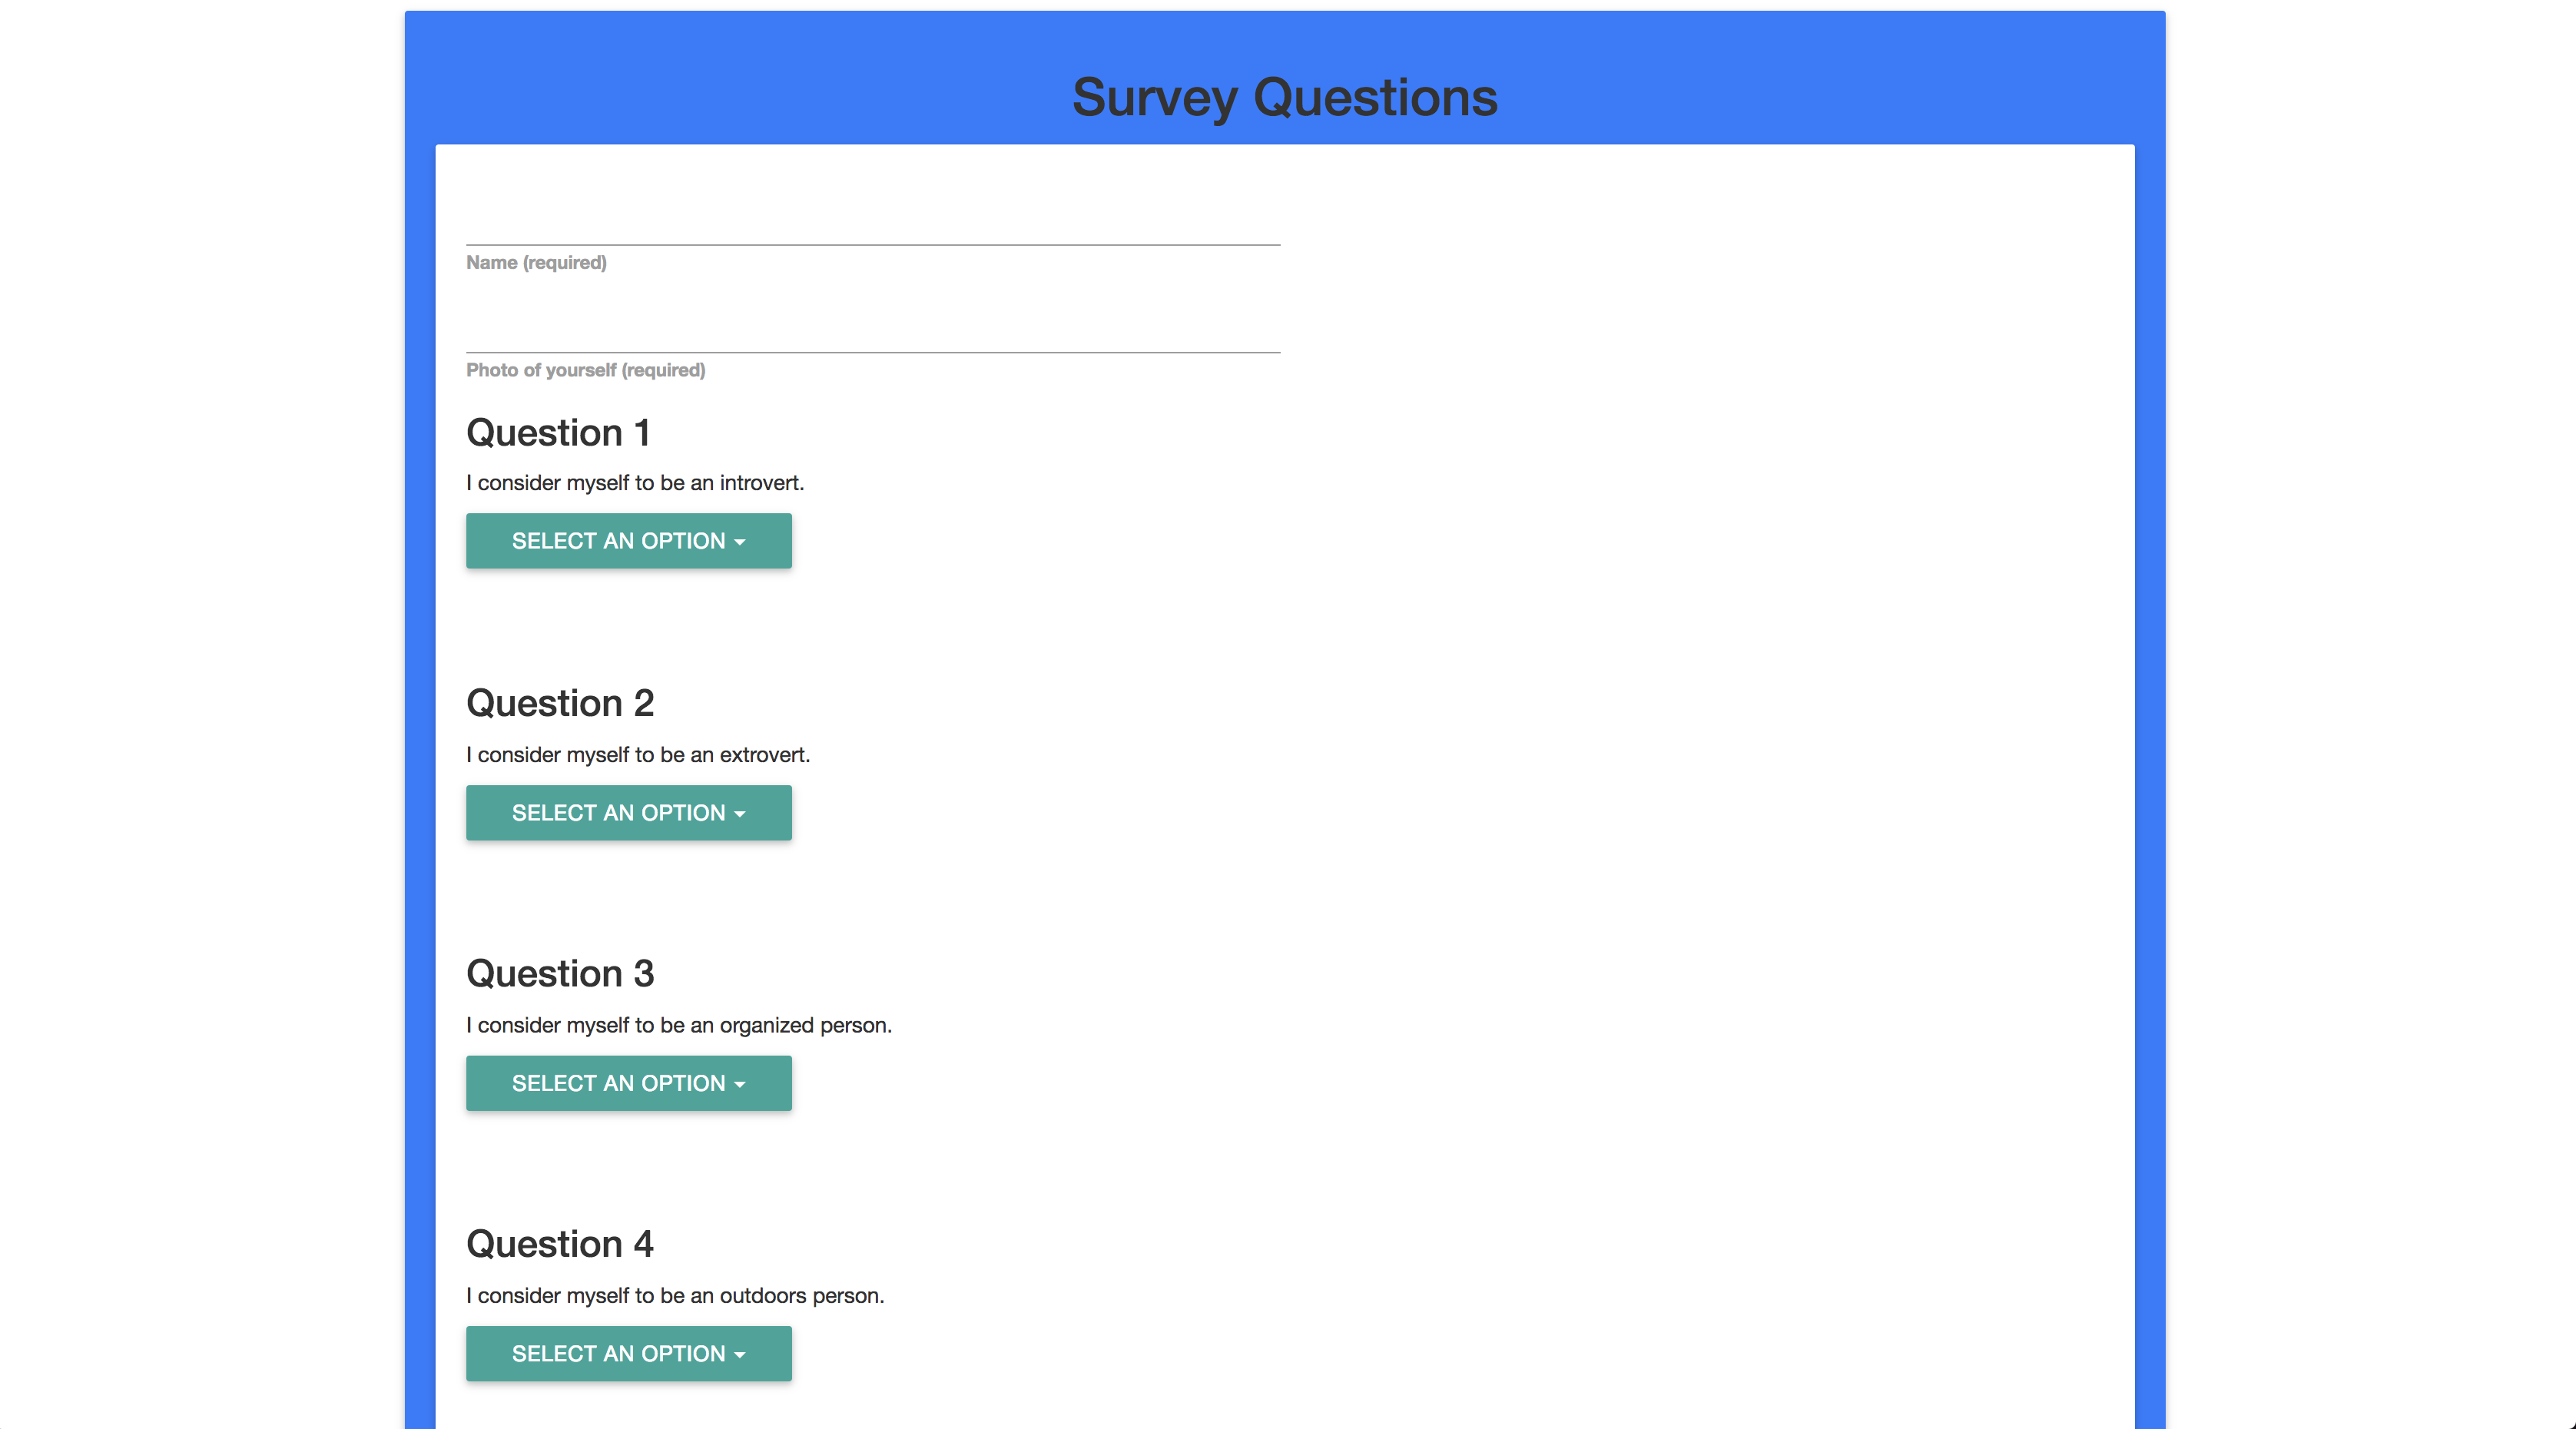 Survey Questions
Name (required)
Photo of yourself (required)
Question 1
I consider myself to be an introvert.
SELECT AN OPTION
Question 2
I consider myself to be an extrovert.
SELECT AN OPTION
Question 3
I consider myself to be an organized person.
SELECT AN OPTION
Question 4
I consider myself to be an outdoors person.
SELECT AN OPTION